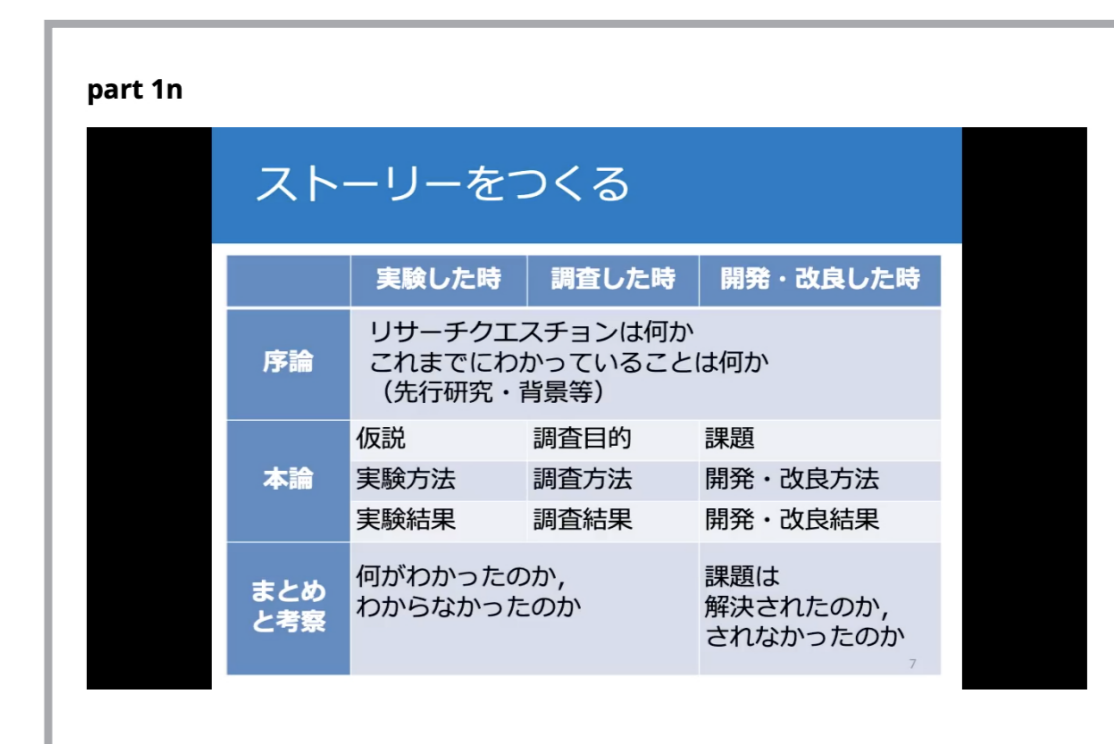 part 1n
ストーリーをつくる
実験した時 調査した時 開発・改良した時
序論
リサーチクエスチョンは何か
これまでにわかっていることは何か
（先行研究・背景等）
本論
仮説 調査目的 課題
実験方法 調査方法 開発・改良方法
実験結果 調査結果 開発・改良結果
まとめ
と考察
何がわかったのか,
わからなかったのか
課題は
解決されたのか,
されなかったのか
7